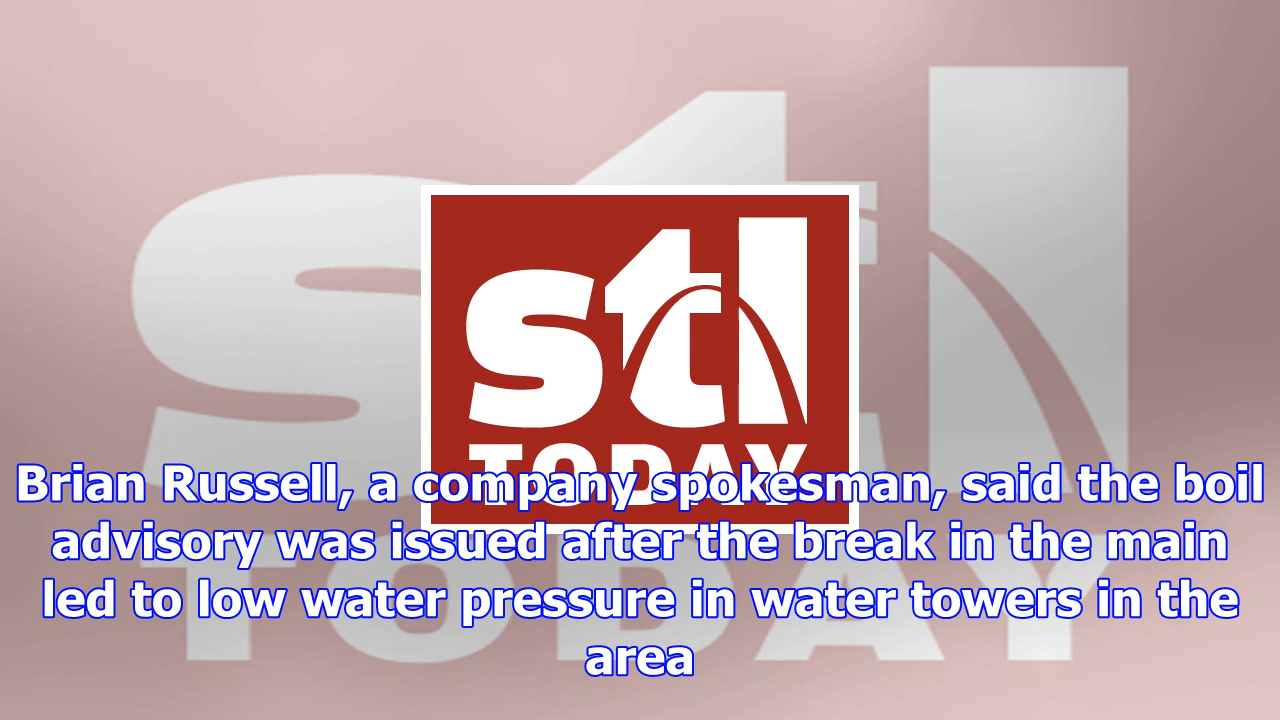 stl
TODAY
Brian Russell, a company spokesman, said the boil
advisory was issued after the break in the main
led to low water pressure in water towers in the
area